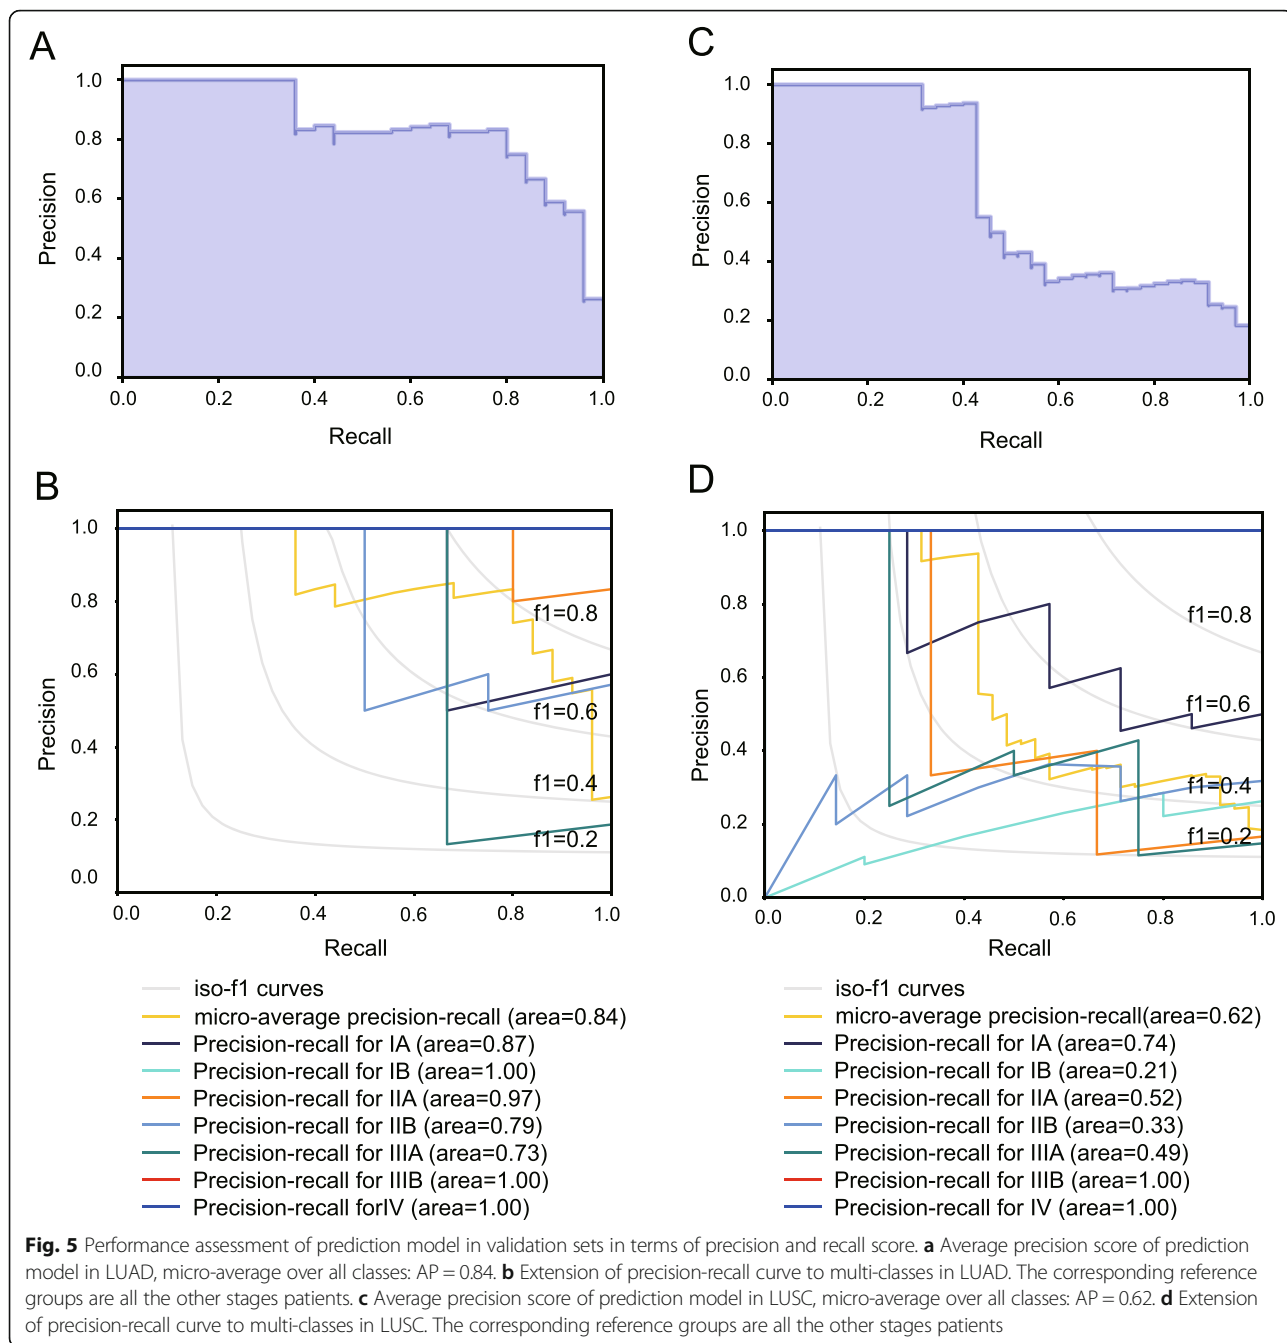 A
1.0
0.8
0.6
0.4
0.2
0.0
Precision
0.0 0.2 0.4 0.6 0.8 1.0
Recall
C
1.0
0.8
0.6
0.4
0.2
0.0
Precision
0.0 0.2 0.4 0.6 0.8 1.0
Recall
B
1.0
0.8
0.6
0.4
0.2
0.0
Precision
f1=0.8
f1=0.6
f1=0.4
f1=0.2
0.0 0.2 0.4 0.6 0.8 1.0
Recall
iso-f1 curves
micro-average precision-recall (area=0.84)
Precision-recall for IA (area=0.87)
Precision-recall for IB (area=1.00)
Precision-recall for IIA (area=0.97)
Precision-recall for IIB (area=0.79)
Precision-recall for IIIA (area=0.73)
Precision-recall for IIIB (area=1.00)
Precision-recall forIV (area=1.00)
D
1.0
0.8
0.6
0.4
0.2
0.0
Precision
f1=0.8
f1=0.6
f1=0.4
f1=0.2
0.0 0.2 0.4 0.6 0.8 1.0
Recall
iso-f1 curves
micro-average precision-recall(area=0.62)
Precision-recall for IA (area=0.74)
Precision-recall for IB (area=0.21)
Precision-recall for IIA (area=0.52)
Precision-recall for IIB (area=0.33)
Precision-recall for IIIA (area=0.49)
Precision-recall for IIIB (area=1.00)
Precision-recall for IV (area=1.00)
Fig. 5 Performance assessment of prediction model in validation sets in terms of precision and recall score. a Average precision score of prediction
model in LUAD, micro-average over all classes: AP = 0.84. b Extension of precision-recall curve to multi-classes in LUAD. The corresponding reference
groups are all the other stages patients. c Average precision score of prediction model in LUSC, micro-average over all classes: AP = 0.62. d Extension
of precision-recall curve to multi-classes in LUSC. The corresponding reference groups are all the other stages patients